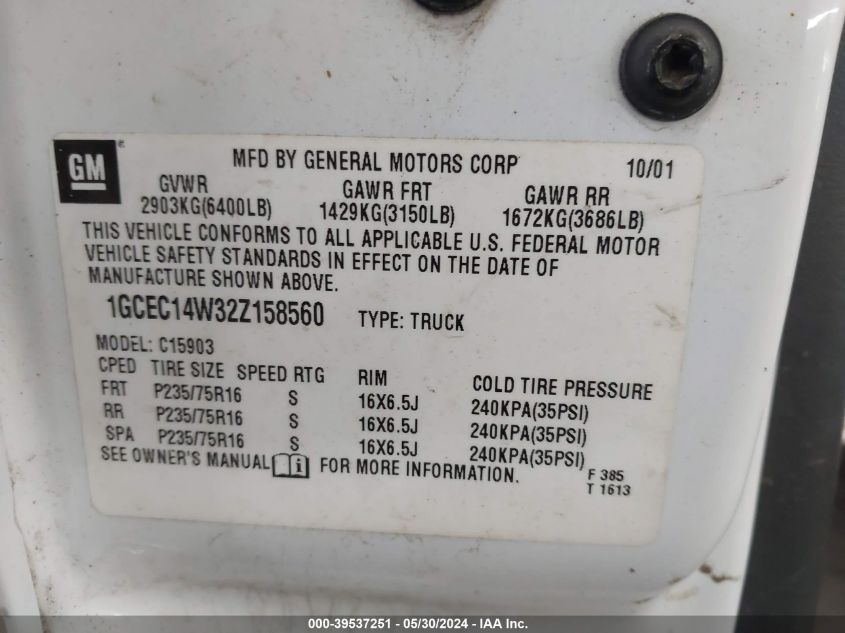 GM ® MFD BY GENERAL MOTORS CORP 10/01
GVWR GAWR FRT GAWR RR
2903KG(6400LB) 1429KG(3150LB) 1672KG(3686LB)
THIS VEHICLE CONFORMS TO ALL APPLICABLE U.S. FEDERAL MOTOR
VEHICLE SAFETY STANDARDS IN EFFECT ON THE DATE OF
MANUFACTURE SHOWN ABOVE.
1GCEC14W32Z158560 TYPE: TRUCK
MODEL: C15903
CPED TIRE SIZE SPEED RTG RIM COLD TIRE PRESSURE
FRT P235/75R16 S 16X6.5J 240KPA(35PSI)
RR P235/75R16 S 16X6.5J 240KPA(35PSI)
SPA P235/75R16 S 16X6.5J 240KPA(35PSI)
SEE OWNER'S MANUAL i FOR MORE INFORMATION.
F 385
T 1613
000-39537251 / 05/30/2024 - IAA Inc.